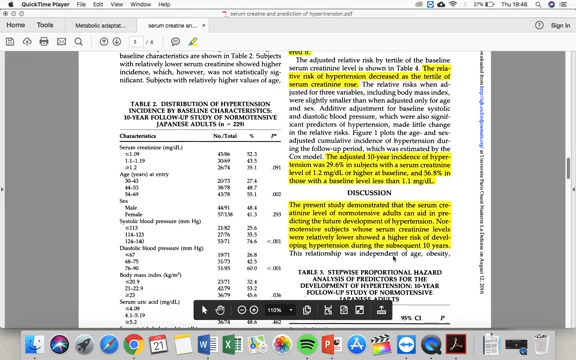 QuickTime Player File Edit View Window Help
100%
Thu 19:46
serum creatne and prediction of hypertrension.pdf
Home Tools
Metabolic adaptat...
serum creatne an... ×
Sign In
3 / 6
baseline characteristics are shown in Table 2. Subjects
with relatively lower serum creatinine showed higher
incidence, which, however, was not statistically sig-
nificant. Subjects with relatively higher values of age,
TABLE 2. DISTRIBUTION OF HYPERTENSION
INCIDENCE BY BASELINE CHARACTERISTICS:
10-YEAR FOLLOW-UP STUDY OF NORMOTENSIVE
JAPANESE ADULTS (n = 229)
Characteristics No./Total % P*
Serum creatinine (mg/dL)
≤1.09 45/86 52.3
1.1–1.19 30/69 43.5
≥1.2 26/74 35.1 .091
Age (years) at entry
30–43 20/73 27.4
44–53 38/78 48.7
54–69 43/78 55.1 .002
Sex
Male 44/91 48.4
Female 57/138 41.3 .293
Systolic blood pressure (mm Hg)
≤113 21/82 25.6
114–123 27/76 35.5
124–140 53/71 74.6 <.001
Diastolic blood pressure (mm Hg)
≤67 19/71 26.8
68–75 31/73 42.5
76–90 51/85 60.0 <.001
Body mass index (kg/m²)
≤20.9 23/71 32.4
21–22.9 42/79 53.2
≥23 36/79 45.6 .036
Serum uric acid (mg/dL)
≤4.09
4.1–5.19
≥5.2 36/74 48.6 .462
ered it.
The adjusted relative risk by tertile of the baseline
serum creatinine level is shown in Table 4. The rela-
tive risk of hypertension decreased as the tertile of
serum creatinine rose. The relative risks when ad-
justed for three variables, including body mass index,
were slightly smaller than when adjusted only for age
and sex. Additive adjustment for baseline systolic
and diastolic blood pressure, which were also signif-
icant predictors of hypertension, made little change
in the relative risks. Figure 1 plots the age- and sex-
adjusted cumulative incidence of hypertension dur-
ing the follow-up period, which was estimated by the
Cox model. The adjusted 10-year incidence of hyper-
tension was 29.6% in subjects with a serum creatinine
level of 1.2 mg/dL or higher at baseline, and 56.8% in
those with a baseline level less than 1.1 mg/dL.
DISCUSSION
The present study demonstrated that the serum cre-
atinine level of normotensive adults can aid in pre-
dicting the future development of hypertension. Nor-
motensive subjects whose serum creatinine levels
were relatively lower showed a higher risk of devel-
oping hypertension during the subsequent 10 years.
This relationship was independent of age, obesity,
TABLE 3. STEPWISE PROPORTIONAL HAZARD
ANALYSIS OF PREDICTORS FOR THE
DEVELOPMENT OF HYPERTENSION: 10-YEAR
FOLLOW-UP STUDY OF NORMOTENSIVE
JAPANESE ADULTS
95% CI P
110%